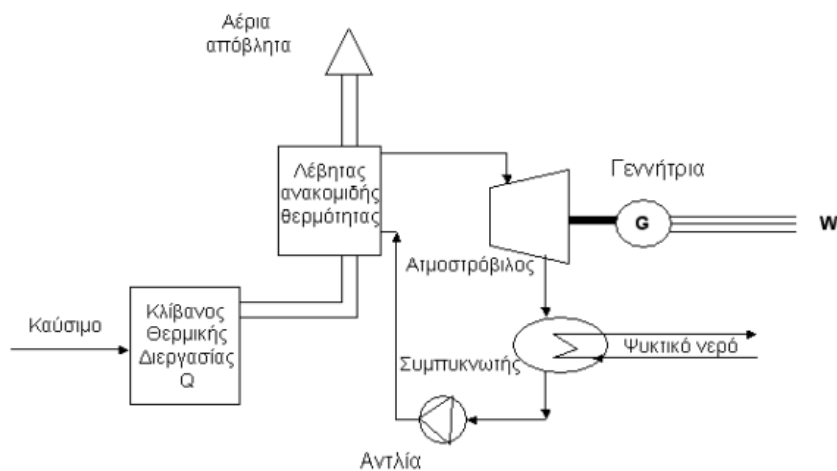 Αέρια
απόβλητα
Λέβητας
ανακομιδής
θερμότητας
Γεννήτρια
G
W
Ατμοστρόβιλος
Καύσιμο
Κλίβανος
Θερμικής
Διεργασίας
Q
Συμπυκνωτής
Ψυκτικό νερό
Αντλία